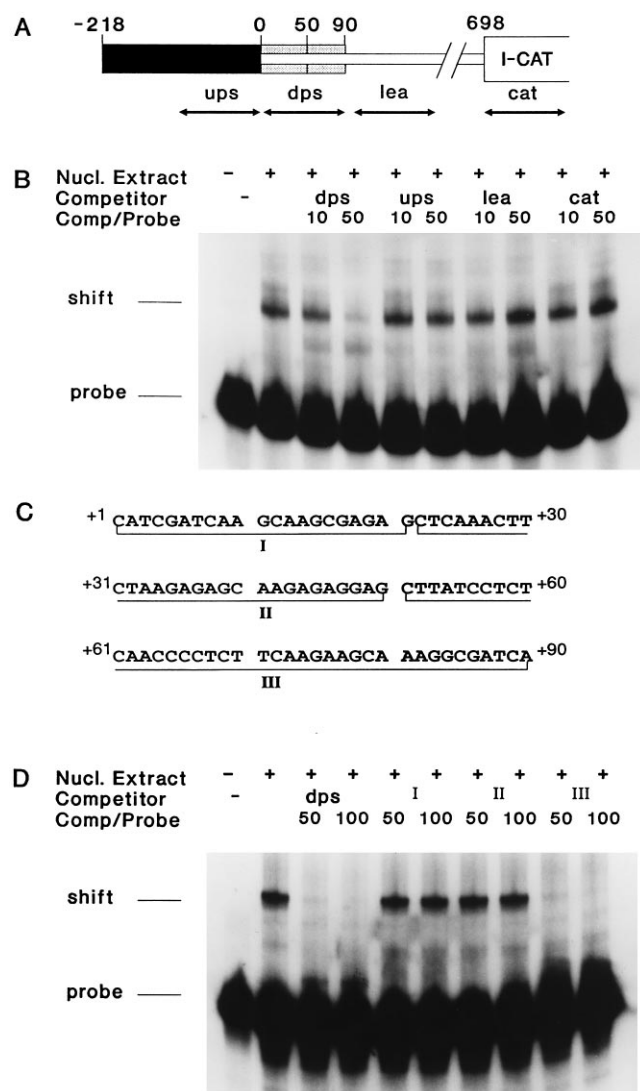 A
-218 0 50 90 698
I-CAT
ups dps lea cat
B
Nucl. Extract - + + + + + + + + +
Competitor - dps ups lea cat
Comp/Probe 10 50 10 50 10 50 10 50
shift
probe
C
+1 CATCGATCAA GCAAGCGAGA GCTCAAACTT +30
I
+31 CTAAGAGAGC AAGAGAGGAG CTTATCCTCT +60
II
+61 CAACCCCTCT TCAAGAAGCA AAGGCGATCA +90
III
D
Nucl. Extract - + + + + + + + + +
Competitor - dps I II III
Comp/Probe 50 100 50 100 50 100 50 100
shift
probe